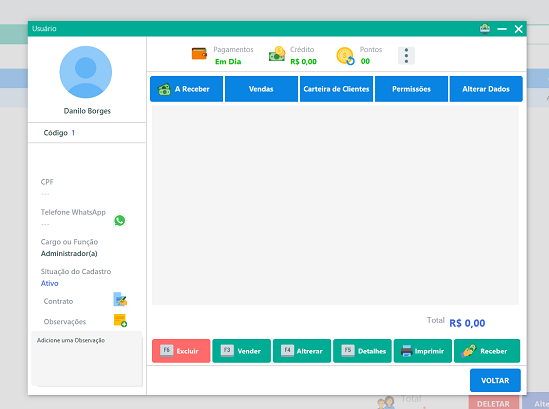 Usuário
Danilo Borges
Código 1
CPF
----
Telefone WhatsApp
----
Cargo ou Função
Administrador(a)
Situação do Cadastro
Ativo
Contrato
Observações
Adicione uma Observação
Pagamentos
Em Dia
Crédito
R$ 0,00
Pontos
00
A Receber
Vendas
Carteira de Clientes
Permissões
Alterar Dados
Total
R$ 0,00
F6 Excluir
F3 Vender
F4 Altrerar
F5 Detalhes
Imprimir
Receber
VOLTAR
Total
DELETAR